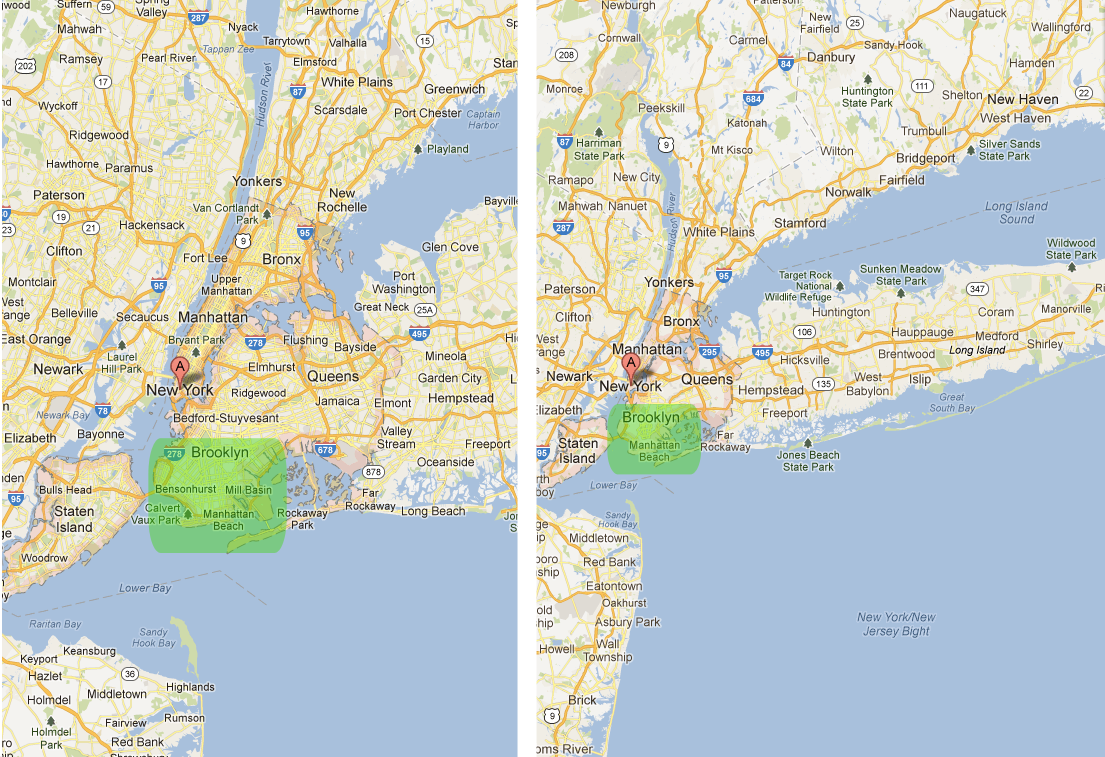 Suffern
59
Spring
Valley
287
Nyack
Hawthorne
Mahwah
Tappan Zee
Tarrytown
Valhalla
15
202
Ramsey
Pearl River
Elmsford
17
87
White Plains
Greenwich
Wyckoff
Hudson River
Scarsdale
Port Chester
Captain
Harbor
Ridgewood
Playland
Hawthorne
Paramus
Yonkers
Paterson
New
Rochelle
Van Cortlandt
Park
19
21
23
Hackensack
9
95
Clifton
Fort Lee
Bronx
Glen Cove
Montclair
95
Upper
Manhattan
Port
Washington
Belleville
Secaucus
Manhattan
Great Neck
25A
East Orange
Bryant Park
278
Flushing
Bayside
495
Laurel
Hill Park
Elmhurst
Mineola
Newark
A
New York
Ridgewood
Queens
Garden City
Jamaica
Elmont
Hempstead
Newark Bay
78
Bedford-Stuyvesant
Elizabeth
Bayonne
Valley
Stream
Freeport
278
Brooklyn
678
Oceanside
878
Bulls Head
Bensonhurst
Mill Basin
95
Staten
Island
Calvert
Vaux Park
Manhattan
Beach
Rockaway
Park
Far
Rockaway
Long Beach
Woodrow
Lower Bay
Raritan Bay
Sandy
Hook Bay
Keansburg
Keyport
Hazlet
36
Middletown
Highlands
Holmdel
Fairview
Rumson
Holmdel
Park
Red Bank
Newburgh
New
Fairfield
25
Naugatuck
Wallingford
Cornwall
Carmel
Sandy Hook
208
84
Danbury
Hamden
Monroe
684
Huntington
State Park
111
Shelton
22
New Haven
Peekskill
Katonah
West Haven
87
Harriman
State Park
9
Trumbull
Mt Kisco
Wilton
Silver Sands
State Park
Bridgeport
Ramapo
New City
Fairfield
Norwalk
Mahwah
Nanuet
Hudson River
Long Island
Sound
287
White Plains
Stamford
Wildwood
State Park
95
Target Rock
National
Wildlife Refuge
Sunken Meadow
State Park
Paterson
Yonkers
347
Huntington
Coram
Manorville
Clifton
Bronx
106
Hauppauge
Medford
Shirley
Manhattan
295
495
Hicksville
Brentwood
Long Island
A
Newark
New York
Queens
Hempstead
135
West
Babylon
Islip
Elizabeth
Brooklyn
Freeport
Great
South Bay
Staten
Island
Manhattan
Beach
Far
Rockaway
95
Jones Beach
State Park
Lower Bay
Sandy
Hook Bay
Middletown
Red Bank
Eatontown
Oakhurst
Asbury Park
New York/New
Jersey Bight
Howell
Wall
Township
Brick
9